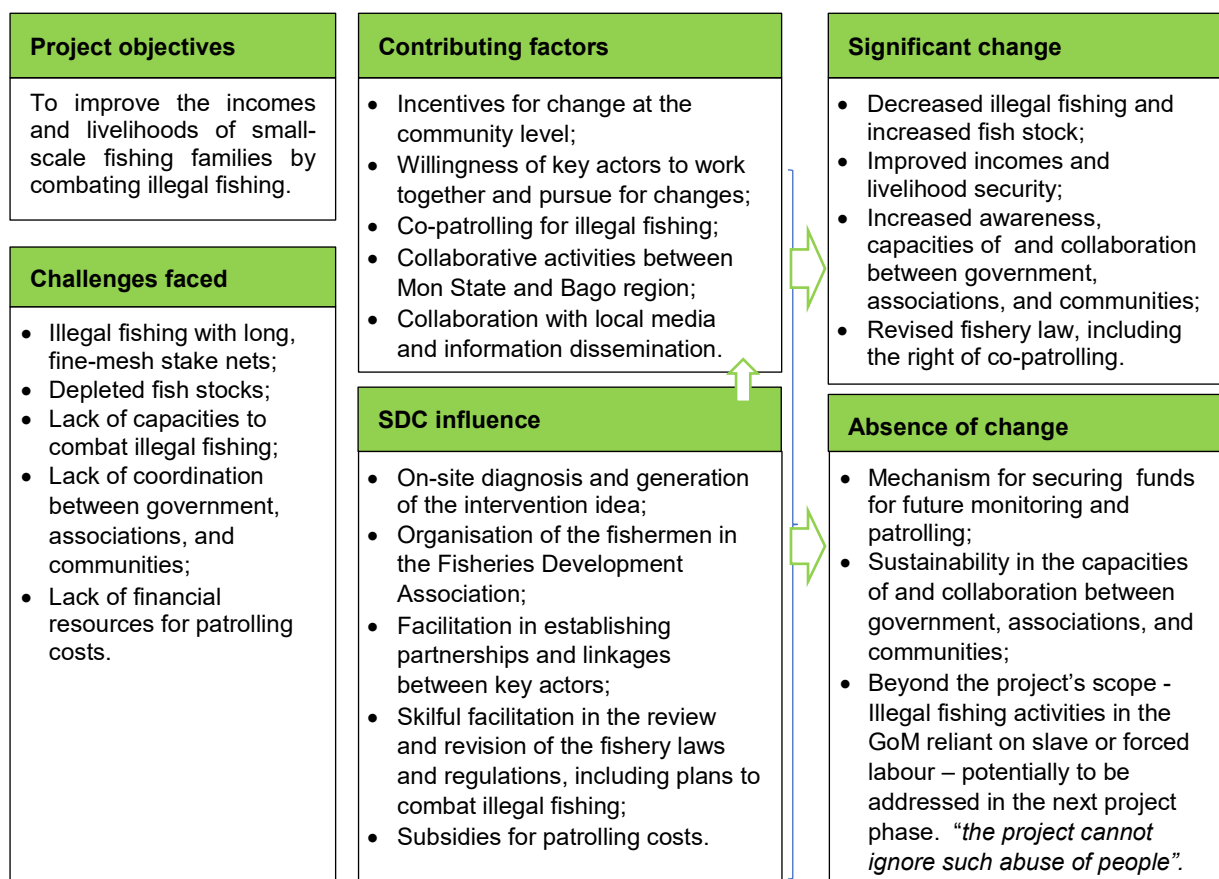 Project objectives
To improve the incomes
and livelihoods of small-
scale fishing families by
combating illegal fishing.
Challenges faced
• Illegal fishing with long,
fine-mesh stake nets;
• Depleted fish stocks;
• Lack of capacities to
combat illegal fishing;
• Lack of coordination
between government,
associations, and
communities;
• Lack of financial
resources for patrolling
costs.
Contributing factors
• Incentives for change at the
community level;
• Willingness of key actors to work
together and pursue for changes;
• Co-patrolling for illegal fishing;
• Collaborative activities between
Mon State and Bago region;
• Collaboration with local media
and information dissemination.
SDC influence
• On-site diagnosis and generation
of the intervention idea;
• Organisation of the fishermen in
the Fisheries Development
Association;
• Facilitation in establishing
partnerships and linkages
between key actors;
• Skilful facilitation in the review
and revision of the fishery laws
and regulations, including plans to
combat illegal fishing;
• Subsidies for patrolling costs.
Significant change
• Decreased illegal fishing and
increased fish stock;
• Improved incomes and
livelihood security;
• Increased awareness,
capacities of and collaboration
between government,
associations, and communities;
• Revised fishery law, including
the right of co-patrolling.
Absence of change
• Mechanism for securing funds
for future monitoring and
patrolling;
• Sustainability in the capacities
of and collaboration between
government, associations, and
communities;
• Beyond the project’s scope -
Illegal fishing activities in the
GoM reliant on slave or forced
labour – potentially to be
addressed in the next project
phase. “the project cannot
ignore such abuse of people”.